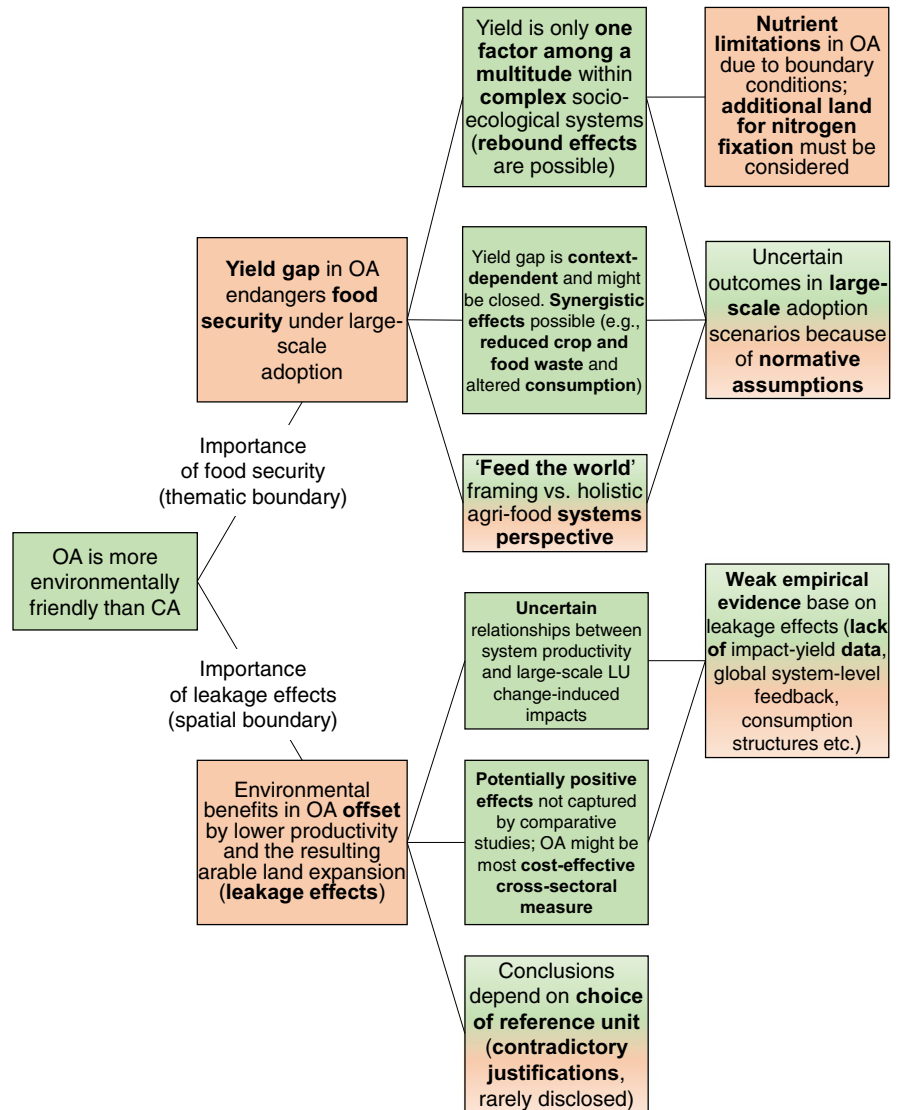 OA is more
environmentally
friendly than CA
Importance
of food security
(thematic boundary)
Importance
of leakage effects
(spatial boundary)
Yield gap in OA
endangers food
security under large-
scale
adoption
Environmental
benefits in OA offset
by lower productivity
and the resulting
arable land expansion
(leakage effects)
Yield is only one
factor among a
multitude within
complex socio-
ecological systems
(rebound effects
are possible)
Yield gap is context-
dependent and might
be closed. Synergistic
effects possible (e.g.,
reduced crop and
food waste and
altered consumption)
'Feed the world'
framing vs. holistic
agri-food systems
perspective
Uncertain
relationships between
system productivity
and large-scale LU
change-induced
impacts
Potentially positive
effects not captured
by comparative
studies; OA might be
most cost-effective
cross-sectoral
measure
Conclusions
depend on choice
of reference unit
(contradictory
justifications,
rarely disclosed)
Nutrient
limitations in OA
due to boundary
conditions;
additional land
for nitrogen
fixation must be
considered
Uncertain
outcomes in large-
scale adoption
scenarios because
of normative
assumptions
Weak empirical
evidence base on
leakage effects (lack
of impact-yield data,
global system-level
feedback,
consumption
structures etc.)